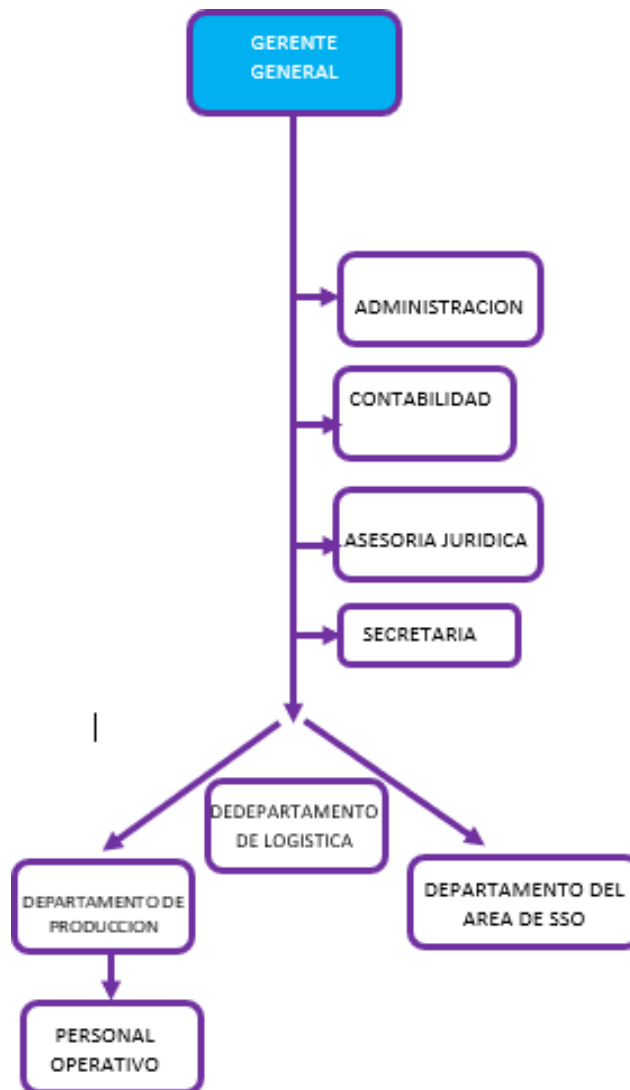 GERENTE
GENERAL
ADMINISTRACION
CONTABILIDAD
.ASESORIA JURIDICA
SECRETARIA
DEDEPARTAMENTO
DE LOGISTICA
DEPARTAMENTO DE
PRODUCCION
DEPARTAMENTO DEL
AREA DE SSO
PERSONAL
OPERATIVO